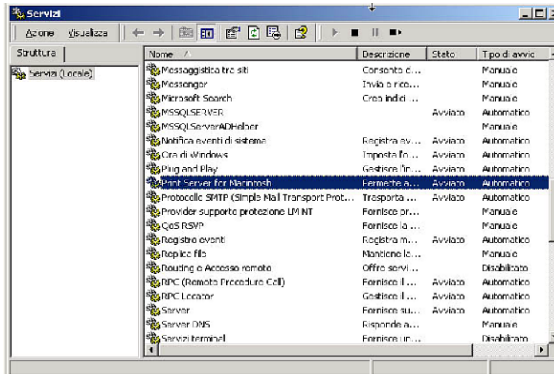 Servizi
Azione Visualizza
Struttura
Servizi (Locale)
Nome Descrizione Stato Tipo di avvio
Messaggistica tra siti Consente c... Manuale
Messenger Invia e rice... Manuale
Microsoft Search Crea indici ... Manuale
MSSQLSERVER Avviato Automatico
MSSQLServerADHelper Manuale
Notifica eventi di sistema Registra ev... Avviato Automatico
Ora di Windows Imposta l'o... Avviato Automatico
Plug and Play Gestisce l'in... Avviato Automatico
Print Server for Macintosh Permette a... Avviato Automatico
Protocollo SMTP (Simple Mail Transport Prot... Trasporta ... Avviato Automatico
Provider supporto protezione LM NT Fornisce pr... Manuale
QoS RSVP Fornisce la ... Manuale
Registro eventi Registra m... Avviato Automatico
Replica file Mantiene la... Manuale
Routing e Accesso remoto Offre servi... Disabilitato
RPC (Remote Procedure Call) Fornisce il ... Avviato Automatico
RPC Locator Gestisce il ... Avviato Automatico
Server Fornisce su... Avviato Automatico
Server DNS Risponde a... Manuale
Servizi terminal Fornisce un... Disabilitato